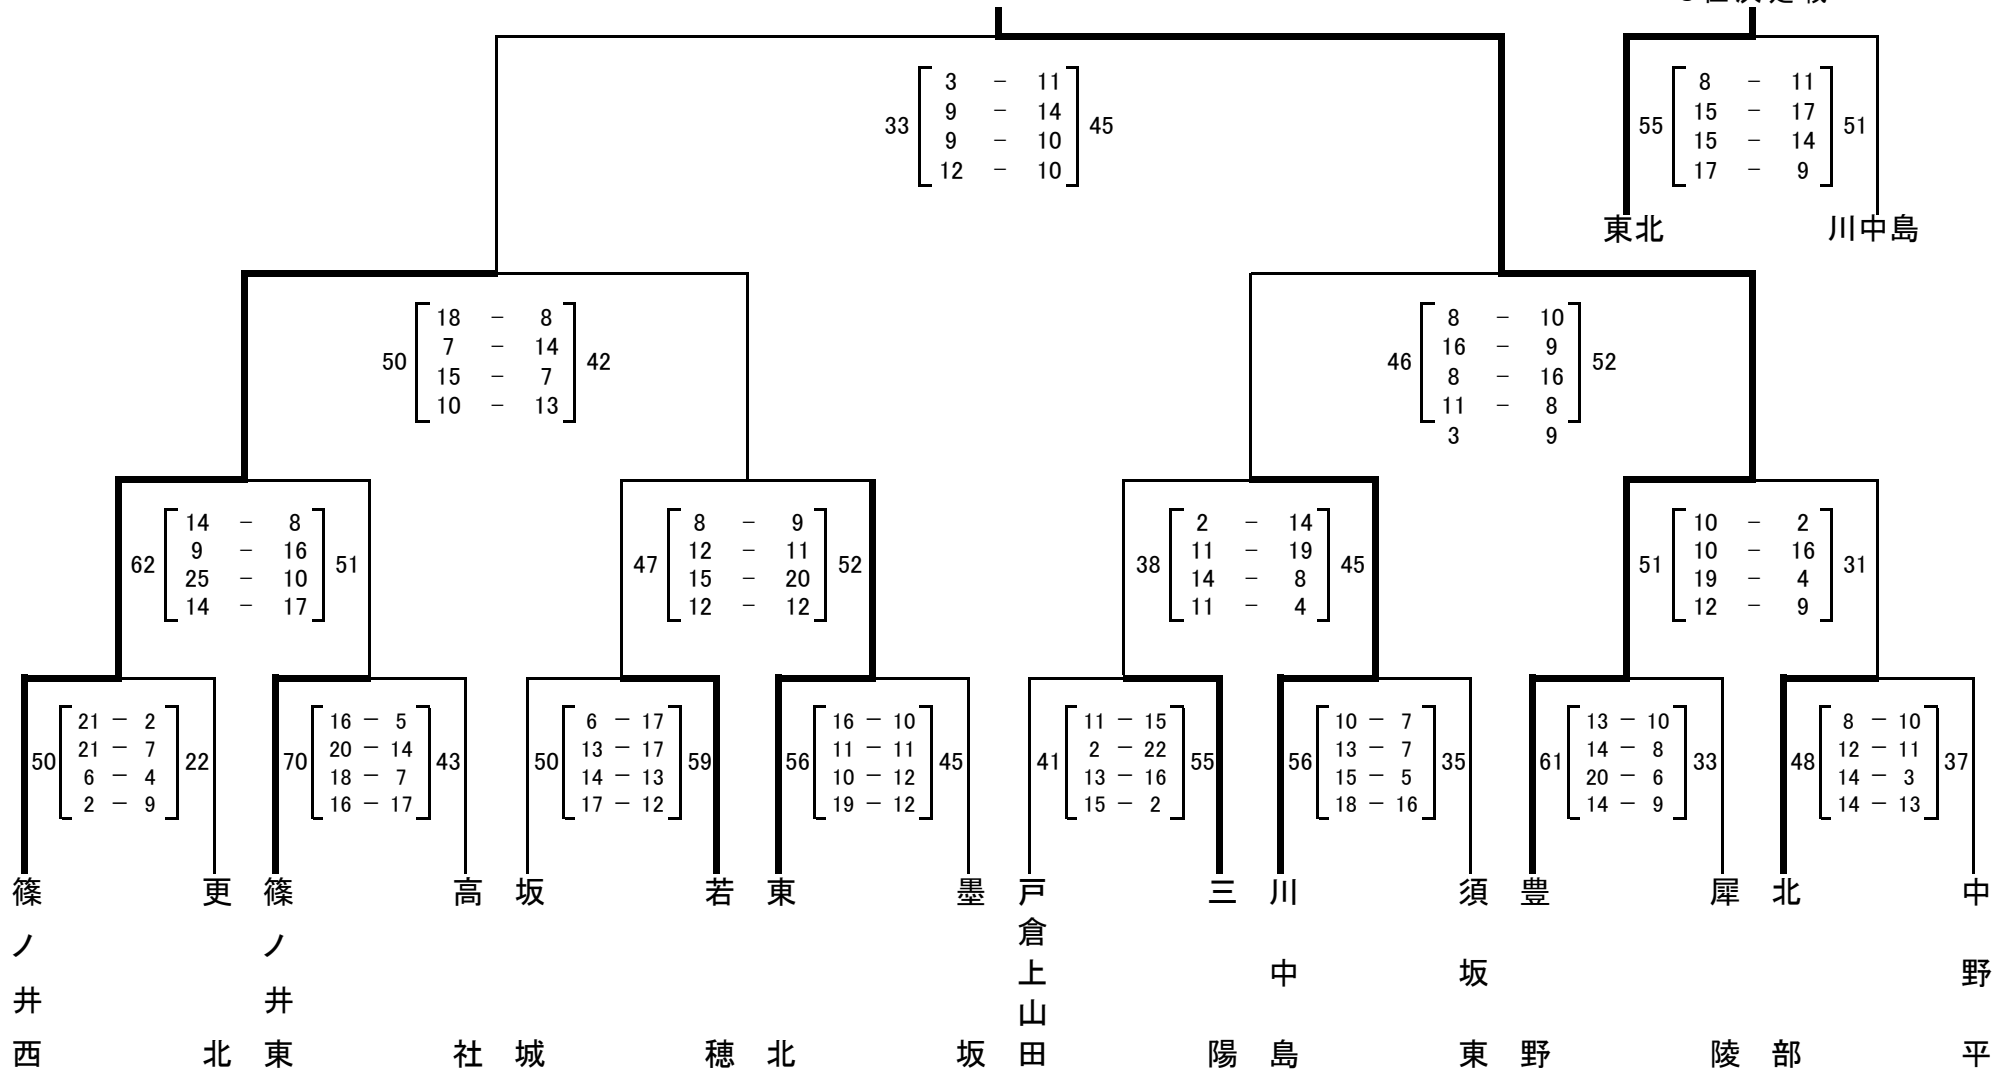 3 - 11
9 - 14
33 45
9 - 10
12 - 10
8 - 11
15 - 17
55 51
15 - 14
17 - 9
東北 川中島
18 - 8
7 - 14
50 42
15 - 7
10 - 13
8 - 10
16 - 9
46 52
8 - 16
11 - 8
3 9
14 - 8
9 - 16
62 51
25 - 10
14 - 17
8 - 9
12 - 11
47 52
15 - 20
12 - 12
2 - 14
11 - 19
38 45
14 - 8
11 - 4
10 - 2
10 - 16
51 31
19 - 4
12 - 9
21 - 2
21 - 7
50 22
6 - 4
2 - 9
16 - 5
20 - 14
70 43
18 - 7
16 - 17
6 - 17
13 - 17
50 59
14 - 13
17 - 12
16 - 10
11 - 11
56 45
10 - 12
19 - 12
11 - 15
2 - 22
41 55
13 - 16
15 - 2
10 - 7
13 - 7
56 35
15 - 5
18 - 16
13 - 10
14 - 8
61 33
20 - 6
14 - 9
8 - 10
12 - 11
48 37
14 - 3
14 - 13
篠ノ井西
更北
篠ノ井東
高社
坂城
若穂
東北
墨坂
戸倉上山田
三陽
川中島
須坂東
豊野
犀陵
北部
中野平